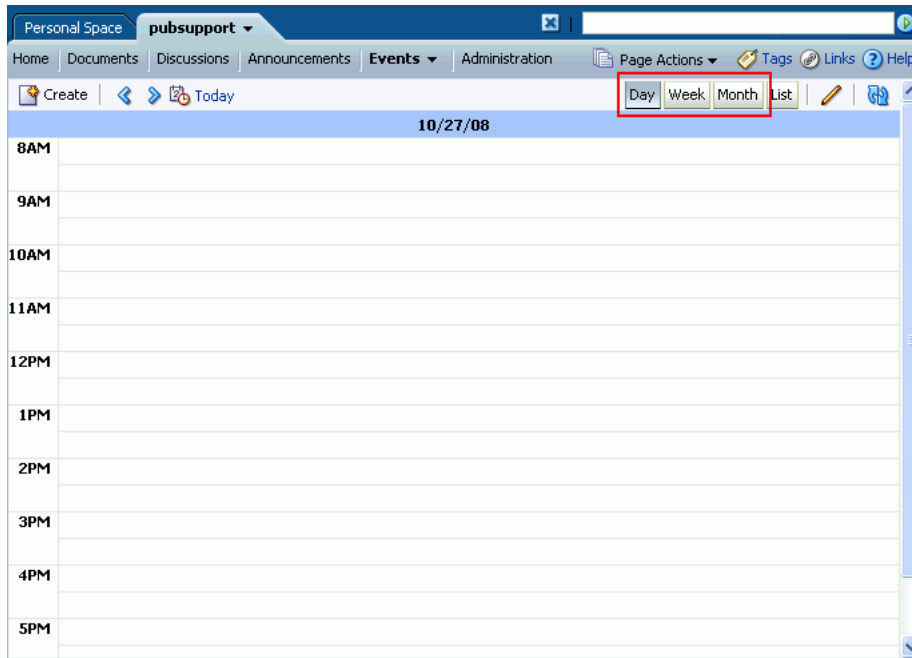 Personal Space pubsupport
Home Documents Discussions Announcements Events Administration Page Actions Tags Links Help
Create Today Day Week Month List
10/27/08
8AM
9AM
10AM
11AM
12PM
1PM
2PM
3PM
4PM
5PM